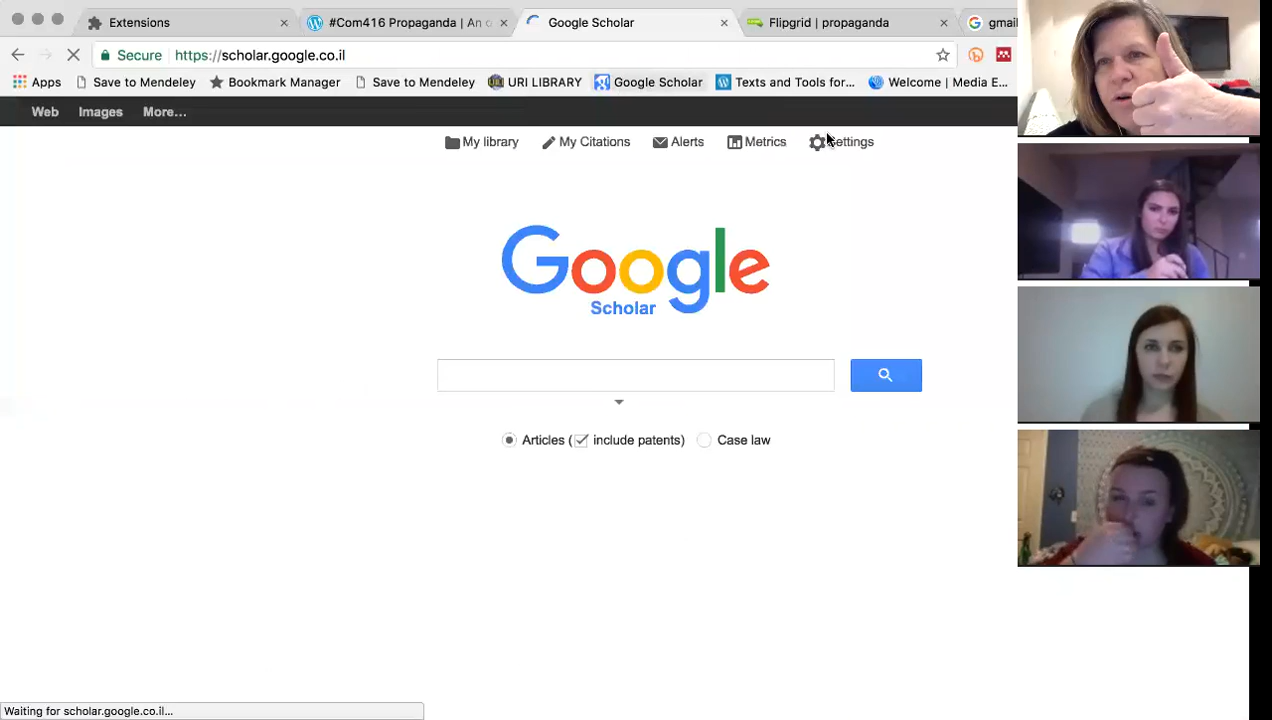 Extensions
#Com416 Propaganda | An o
Google Scholar
Flipgrid | propaganda
gmail
Secure
https://scholar.google.co.il
Apps
Save to Mendeley
Bookmark Manager
Save to Mendeley
URI LIBRARY
Google Scholar
Texts and Tools for...
Welcome | Media E...
Web
Images
More...
My library
My Citations
Alerts
Metrics
Settings
Google
Scholar
Articles (
include patents)
Case law
Waiting for scholar.google.co.il...